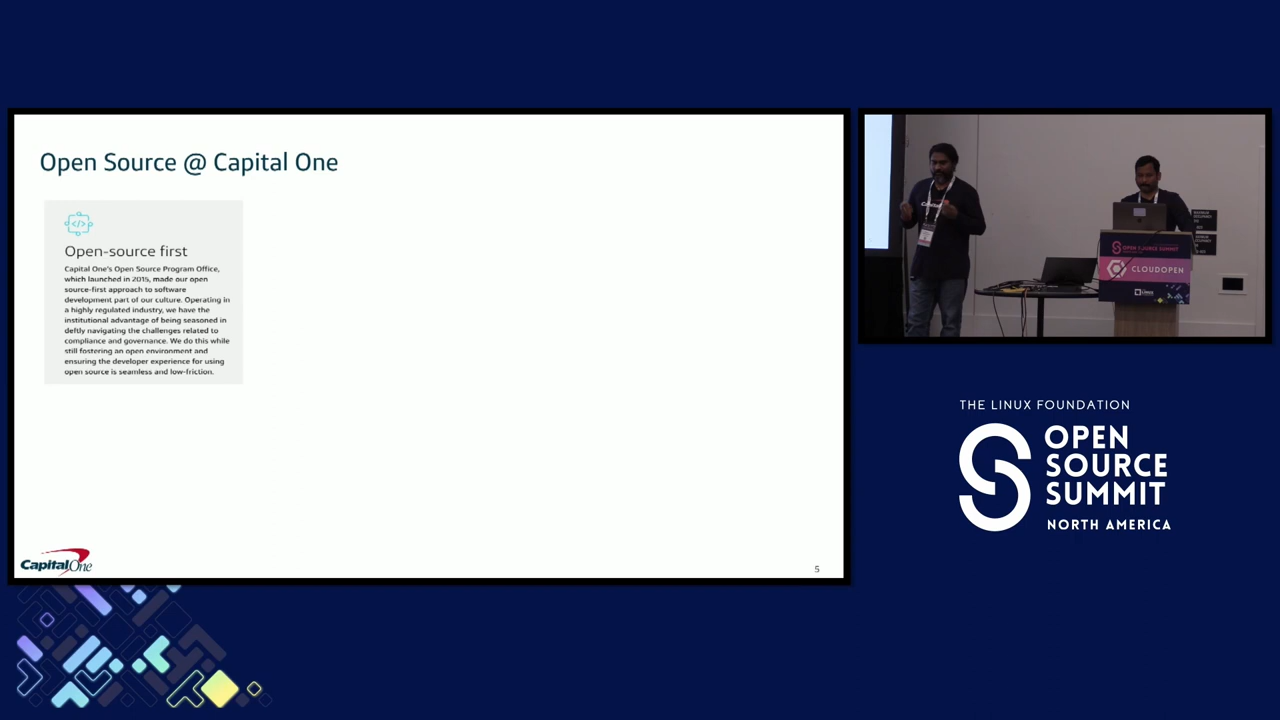 Open Source @ Capital One
Open-source first
Capital One's Open Source Program Office,
which launched in 2015, made our open
source-first approach to software
development part of our culture. Operating in
a highly regulated industry, we have the
institutional advantage of being seasoned in
deftly navigating the challenges related to
compliance and governance. We do this while
still fostering an open environment and
ensuring the developer experience for using
open source is seamless and low-friction.
CapitalOne
5
OPEN SOURCE SUMMIT
CLOUDOPEN
THE LINUX FOUNDATION
OPEN
SOURCE
SUMMIT
NORTH AMERICA